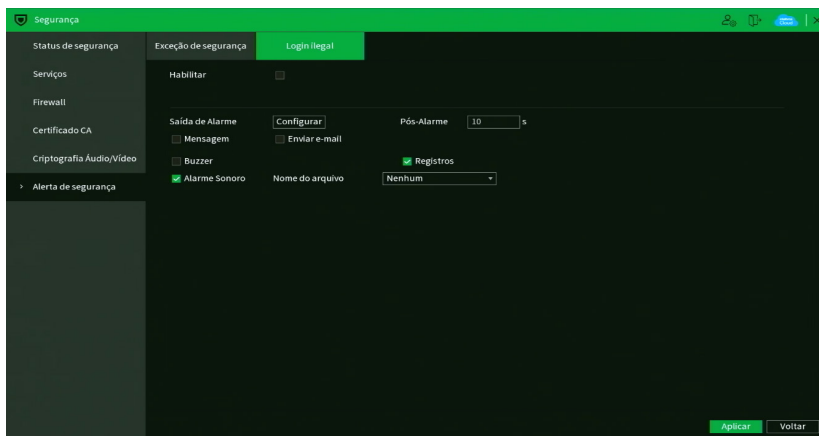 Segurança
Status de segurança
Serviços
Firewall
Certificado CA
Criptografia Áudio/Vídeo
> Alerta de segurança
Exceção de segurança
Login ilegal
Habilitar
Saída de Alarme Configurar Pós-Alarme 10 s
Mensagem Enviar e-mail
Buzzer Registros
Alarme Sonoro Nome do arquivo Nenhum
Aplicar Voltar